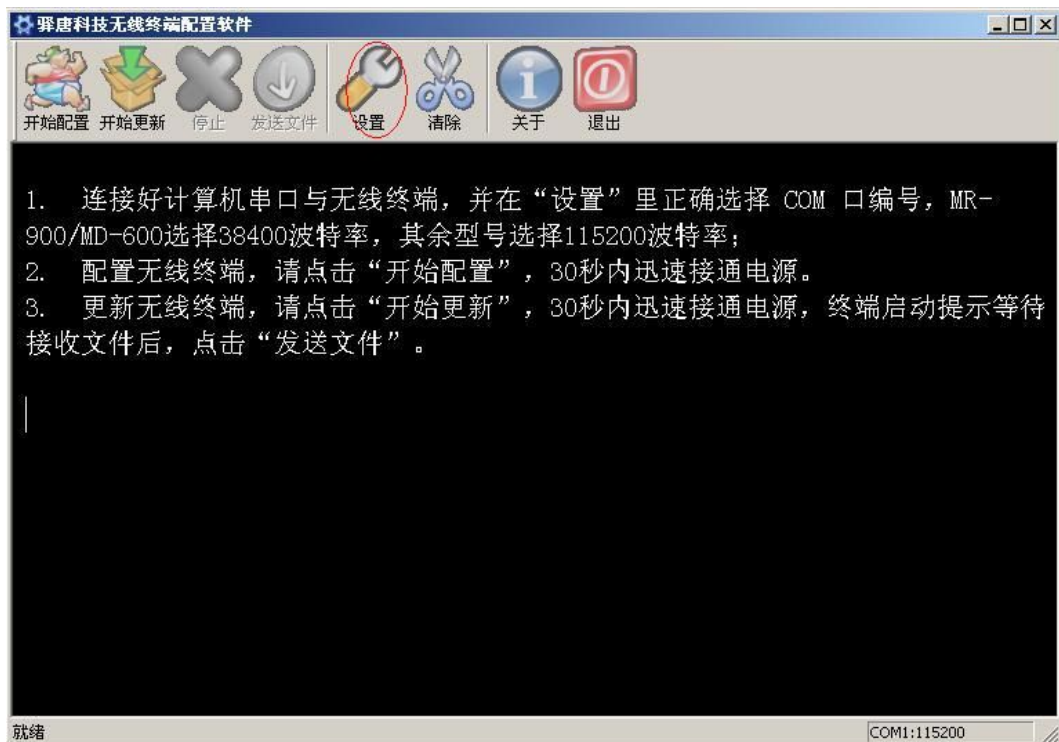 驿唐科技无线终端配置软件
开始配置 开始更新 停止 发送文件 设置 清除 关于 退出
1. 连接好计算机串口与无线终端，并在“设置”里正确选择 COM 口编号，MR-
900/MD-600选择38400波特率，其余型号选择115200波特率；
2. 配置无线终端，请点击“开始配置”，30秒内迅速接通电源。
3. 更新无线终端，请点击“开始更新”，30秒内迅速接通电源，终端启动提示等待
接收文件后，点击“发送文件”。
就绪 COM1:115200